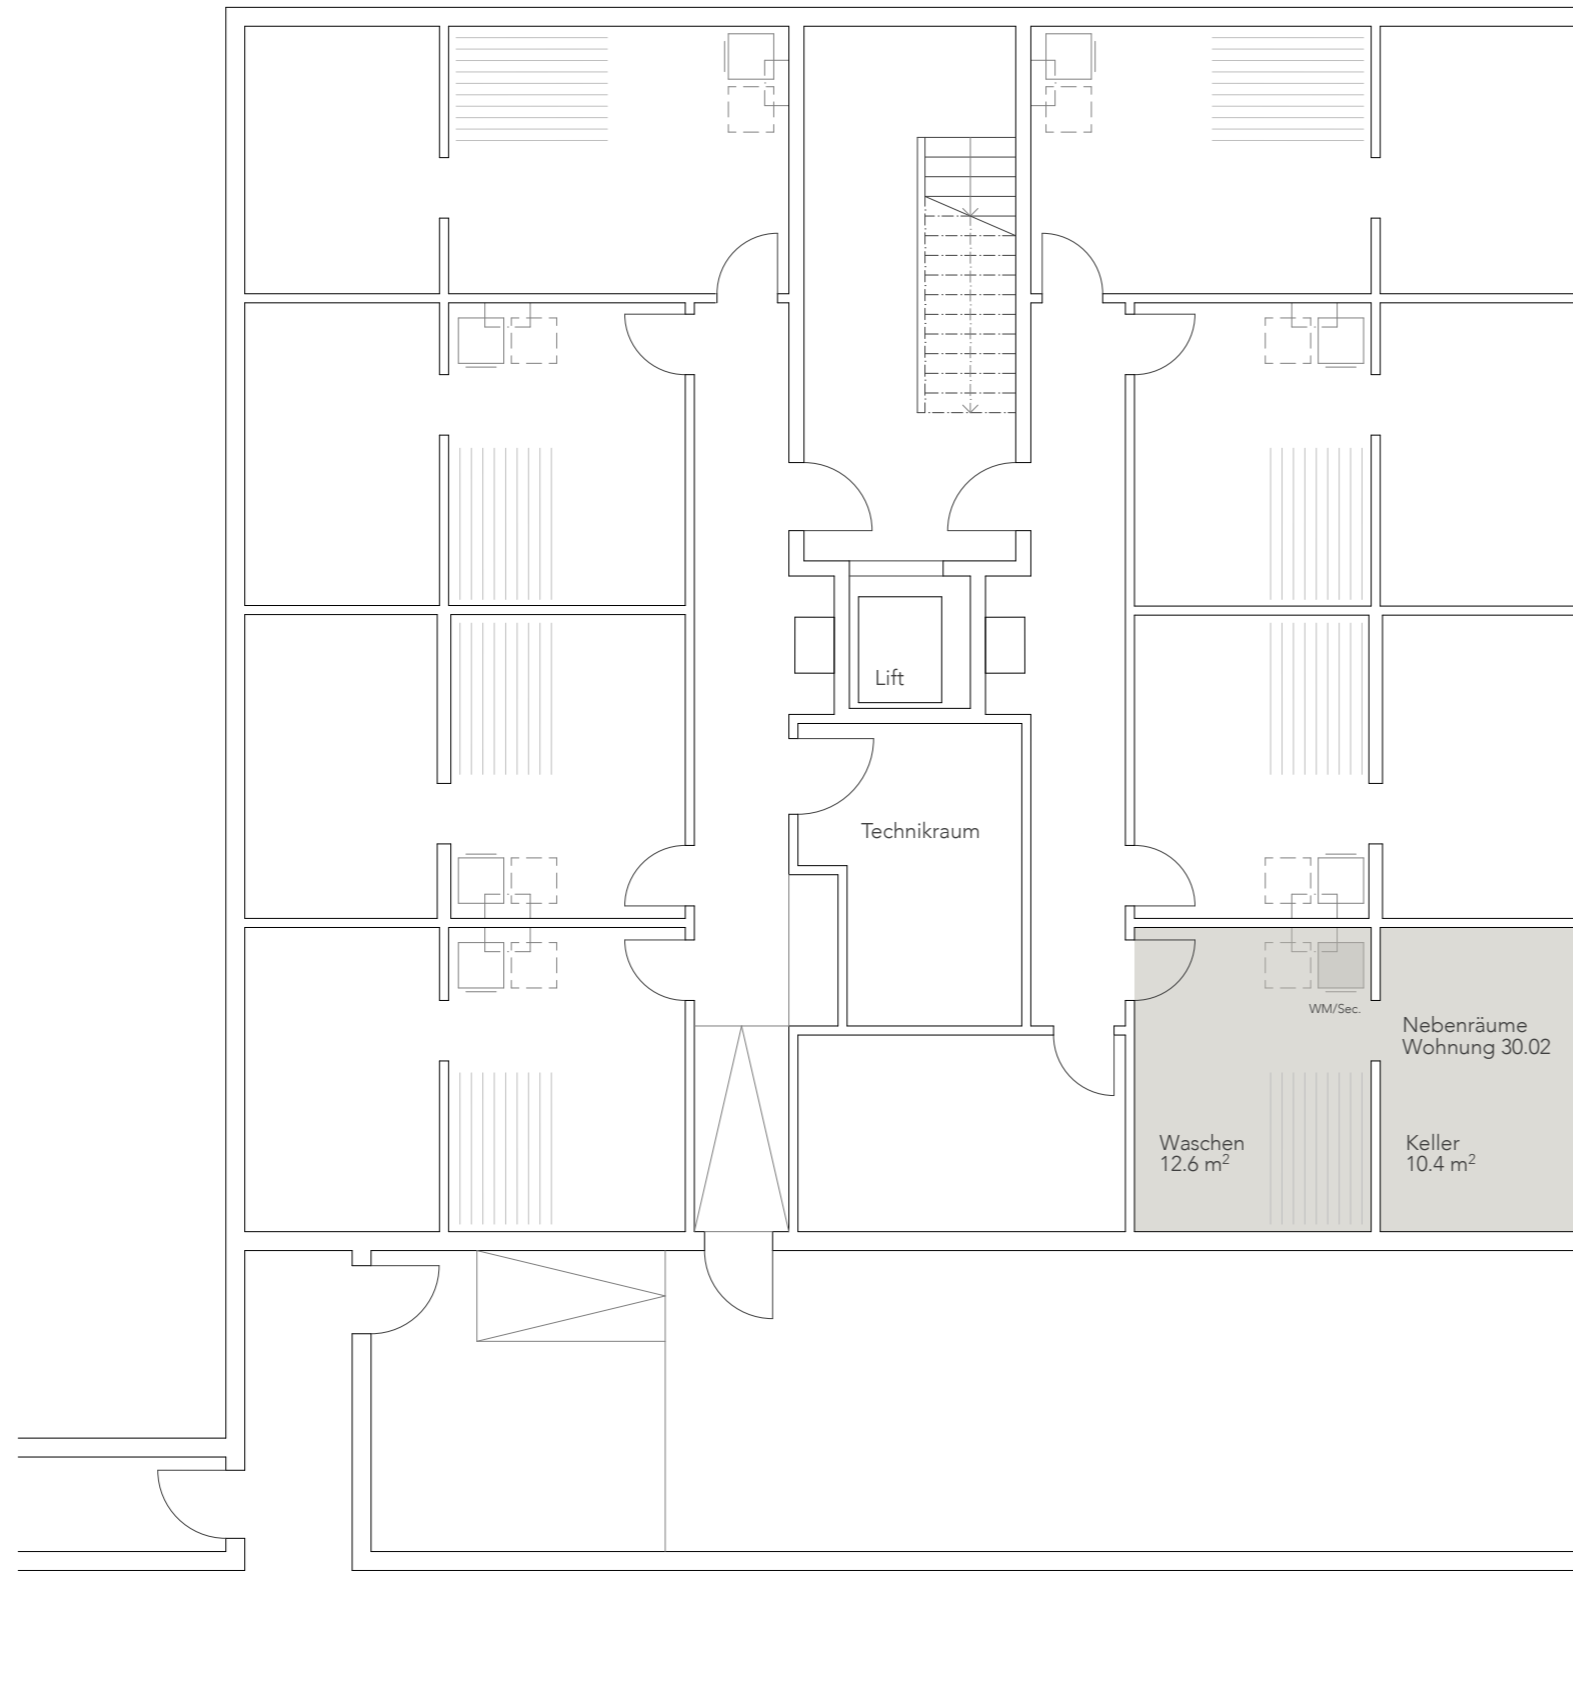 Lift
Technikraum
WM/Sec.
Nebenräume
Wohnung 30.02
Waschen
12.6 m²
Keller
10.4 m²